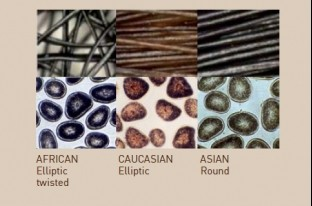 AFRICAN
Elliptic
twisted
CAUCASIAN
Elliptic
ASIAN
Round